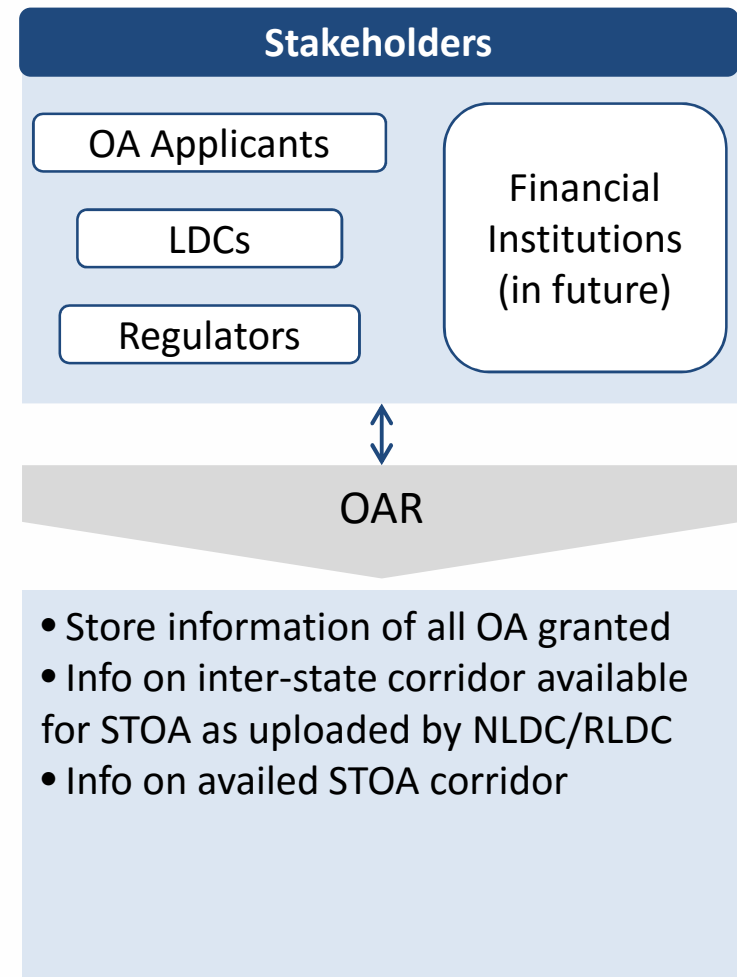 Stakeholders
OA Applicants
LDCs
Regulators
Financial
Institutions
(in future)
OAR
• Store information of all OA granted
• Info on inter-state corridor available
for STOA as uploaded by NLDC/RLDC
• Info on availed STOA corridor